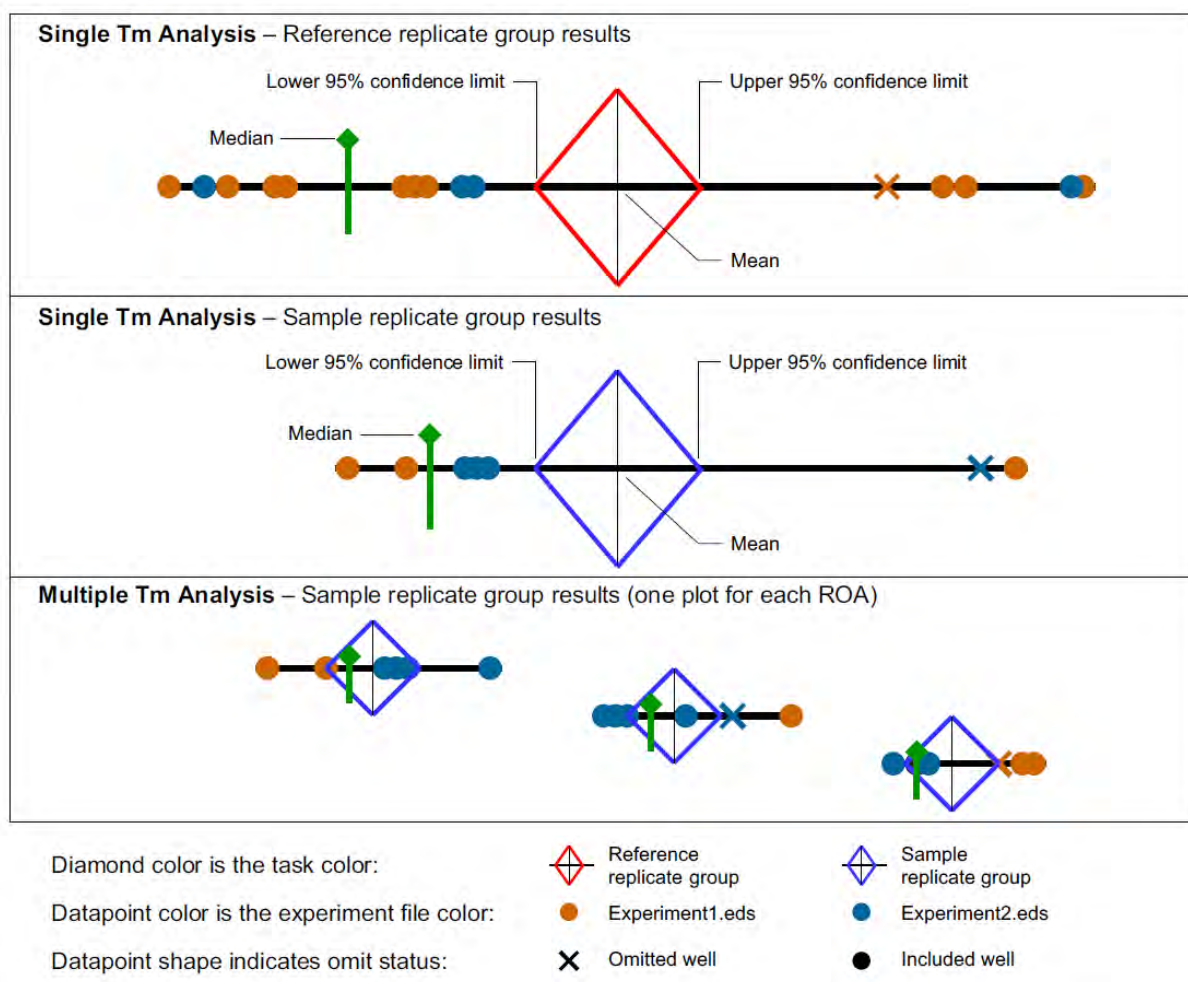 Single Tm Analysis – Reference replicate group results
Lower 95% confidence limit
Upper 95% confidence limit
Median
Mean
Single Tm Analysis – Sample replicate group results
Lower 95% confidence limit
Upper 95% confidence limit
Median
Mean
Multiple Tm Analysis – Sample replicate group results (one plot for each ROA)
Diamond color is the task color:
Reference
replicate group
Sample
replicate group
Datapoint color is the experiment file color:
Experiment1.eds
Experiment2.eds
Datapoint shape indicates omit status:
Omitted well
Included well